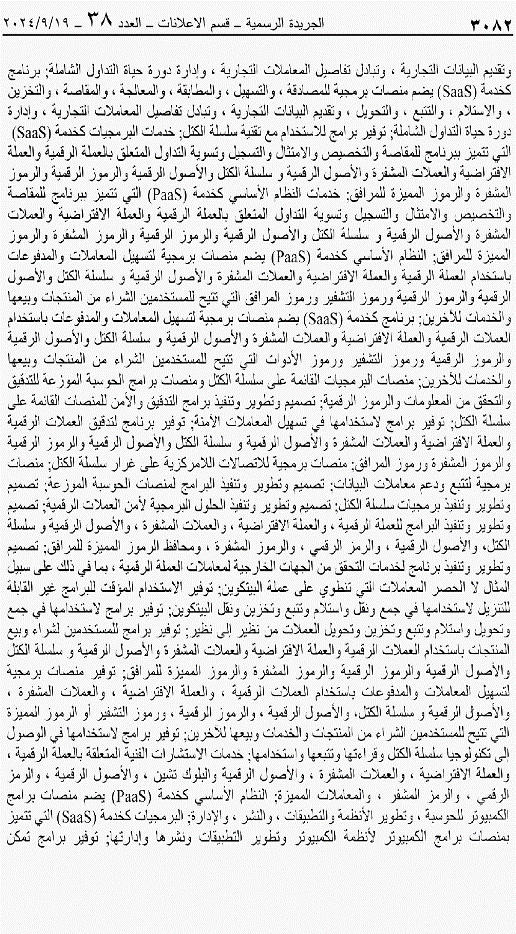 ٣٠٨٢ الجريدة الرسمية ـ قسم الاعلانات ـ العدد ٣٨ ـ ٢٠٢٤/٩/١٩
وتقديم البيانات التجارية ، وتبادل تفاصيل المعاملات التجارية ، وإدارة دورة حياة التداول الشاملة; برنامج
كخدمة (SaaS) يضم منصات برمجية للمصادقة ، والتسهيل ، والمطابقة ، والمعالجة ، والمقاصة ، والتخزين
، والاستلام ، والتتبع ، والتحويل ، وتقديم البيانات التجارية ، وتبادل تفاصيل المعاملات التجارية ، وإدارة
دورة حياة التداول الشاملة; توفير برامج للاستخدام مع تقنية سلسلة الكتل; خدمات البرمجيات كخدمة (SaaS)
التي تتميز ببرنامج للمقاصة والتخصيص والامتثال والتسجيل وتسوية التداول المتعلق بالعملة الرقمية والعملة
الافتراضية والعملات المشفرة والأصول الرقمية و سلسلة الكتل والأصول الرقمية والرموز الرقمية والرموز
المشفرة والرموز المميزة للمرافق; خدمات النظام الأساسي كخدمة (PaaS) التي تتميز ببرنامج للمقاصة
والتخصيص والامتثال والتسجيل وتسوية التداول المتعلق بالعملة الرقمية والعملة الافتراضية والعملات
المشفرة والأصول الرقمية و سلسلة الكتل والأصول الرقمية والرموز الرقمية والرموز المشفرة والرموز
المميزة للمرافق; النظام الأساسي كخدمة (PaaS) يضم منصات برمجية لتسهيل المعاملات والمدفوعات
باستخدام العملة الرقمية والعملة الافتراضية والعملات المشفرة والأصول الرقمية و سلسلة الكتل والأصول
الرقمية والرموز الرقمية ورموز التشفير ورموز المرافق التي تتيح للمستخدمين الشراء من المنتجات وبيعها
والخدمات للأخرين; برنامج كخدمة (SaaS) يضم منصات برمجية لتسهيل المعاملات والمدفوعات باستخدام
العملات الرقمية والعملة الافتراضية والعملات المشفرة والأصول الرقمية و سلسلة الكتل والأصول الرقمية
والرموز الرقمية ورموز التشفير ورموز الأدوات التي تتيح للمستخدمين الشراء من المنتجات وبيعها
والخدمات للأخرين; منصات البرمجيات القائمة على سلسلة الكتل ومنصات برامج الحوسبة الموزعة للتدقيق
والتحقق من المعلومات والرموز الرقمية; تصميم وتطوير وتنفيذ برامج التدقيق والأمن للمنصات القائمة على
سلسلة الكتل; توفير برامج لاستخدامها في تسهيل المعاملات الأمنة; توفير برنامج لتدقيق العملات الرقمية
والعملة الافتراضية والعملات المشفرة والأصول الرقمية و سلسلة الكتل والأصول الرقمية والرموز الرقمية
والرموز المشفرة ورموز المرافق; منصات برمجية للاتصالات اللامركزية على غرار سلسلة الكتل; منصات
برمجية لتتبع ودعم معاملات البيانات; تصميم وتطوير وتنفيذ البرامج لمنصات الحوسبة الموزعة; تصميم
وتطوير وتنفيذ برمجيات سلسلة الكتل; تصميم وتطوير وتنفيذ الحلول البرمجية لأمن العملات الرقمية; تصميم
وتطوير وتنفيذ البرامج للعملة الرقمية ، والعملة الافتراضية ، والعملات المشفرة ، والأصول الرقمية و سلسلة
الكتل، والأصول الرقمية ، والرمز الرقمي ، والرموز المشفرة ، ومحافظ الرموز المميزة للمرافق; تصميم
وتطوير وتنفيذ برنامج لخدمات التحقق من الجهات الخارجية لمعاملات العملة الرقمية ، بما في ذلك على سبيل
المثال لا الحصر المعاملات التي تنطوي على عملة البيتكوين; توفير الاستخدام المؤقت للبرامج غير القابلة
للتنزيل لاستخدامها في جمع ونقل واستلام وتتبع وتخزين ونقل البيتكوين; توفير برامج لاستخدامها في جمع
وتحويل واستلام وتتبع وتخزين وتحويل العملات من نظير إلى نظير; توفير برامج للمستخدمين لشراء وبيع
المنتجات باستخدام العملات الرقمية والعملة الافتراضية والعملات المشفرة والأصول الرقمية و سلسلة الكتل
والأصول الرقمية والرموز الرقمية والرموز المشفرة والرموز المميزة للمرافق; توفير منصات برمجية
لتسهيل المعاملات والمدفوعات باستخدام العملات الرقمية ، والعملة الافتراضية ، والعملات المشفرة ،
والأصول الرقمية و سلسلة الكتل، والأصول الرقمية ، والرموز الرقمية ، ورموز التشفير أو الرموز المميزة
التي تتيح للمستخدمين الشراء من المنتجات والخدمات وبيعها للأخرين; توفير برامج لاستخدامها في الوصول
إلى تكنولوجيا سلسلة الكتل وقراءتها وتتبعها واستخدامها; خدمات الاستشارات الفنية المتعلقة بالعملة الرقمية ،
والعملة الافتراضية ، والعملات المشفرة ، والأصول الرقمية والبلوك تشين ، والأصول الرقمية ، والرمز
الرقمي ، والرمز المشفر ، والمعاملات المميزة; النظام الأساسي كخدمة (PaaS) يضم منصات برامج
الكمبيوتر للحوسبة ، وتطوير الأنظمة والتطبيقات ، والنشر ، والإدارة; البرمجيات كخدمة (SaaS) التي تتميز
بمنصات برامج الكمبيوتر لأنظمة الكمبيوتر وتطوير التطبيقات ونشرها وإدارتها; توفير برامج تمكن